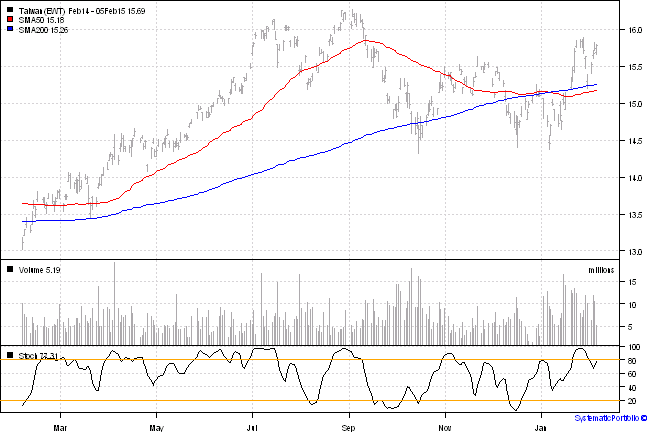 Taiwan (EWT) Feb14 - 05Feb15 15.69
SMA50 15.18
SMA200 15.26
16.0
15.5
15.0
14.5
14.0
13.5
13.0
Volume 5.19
millions
15
10
5
Stoch 77.31
100
80
60
40
20
Mar May Jul Sep Nov Jan
SystematicPortfolio ©